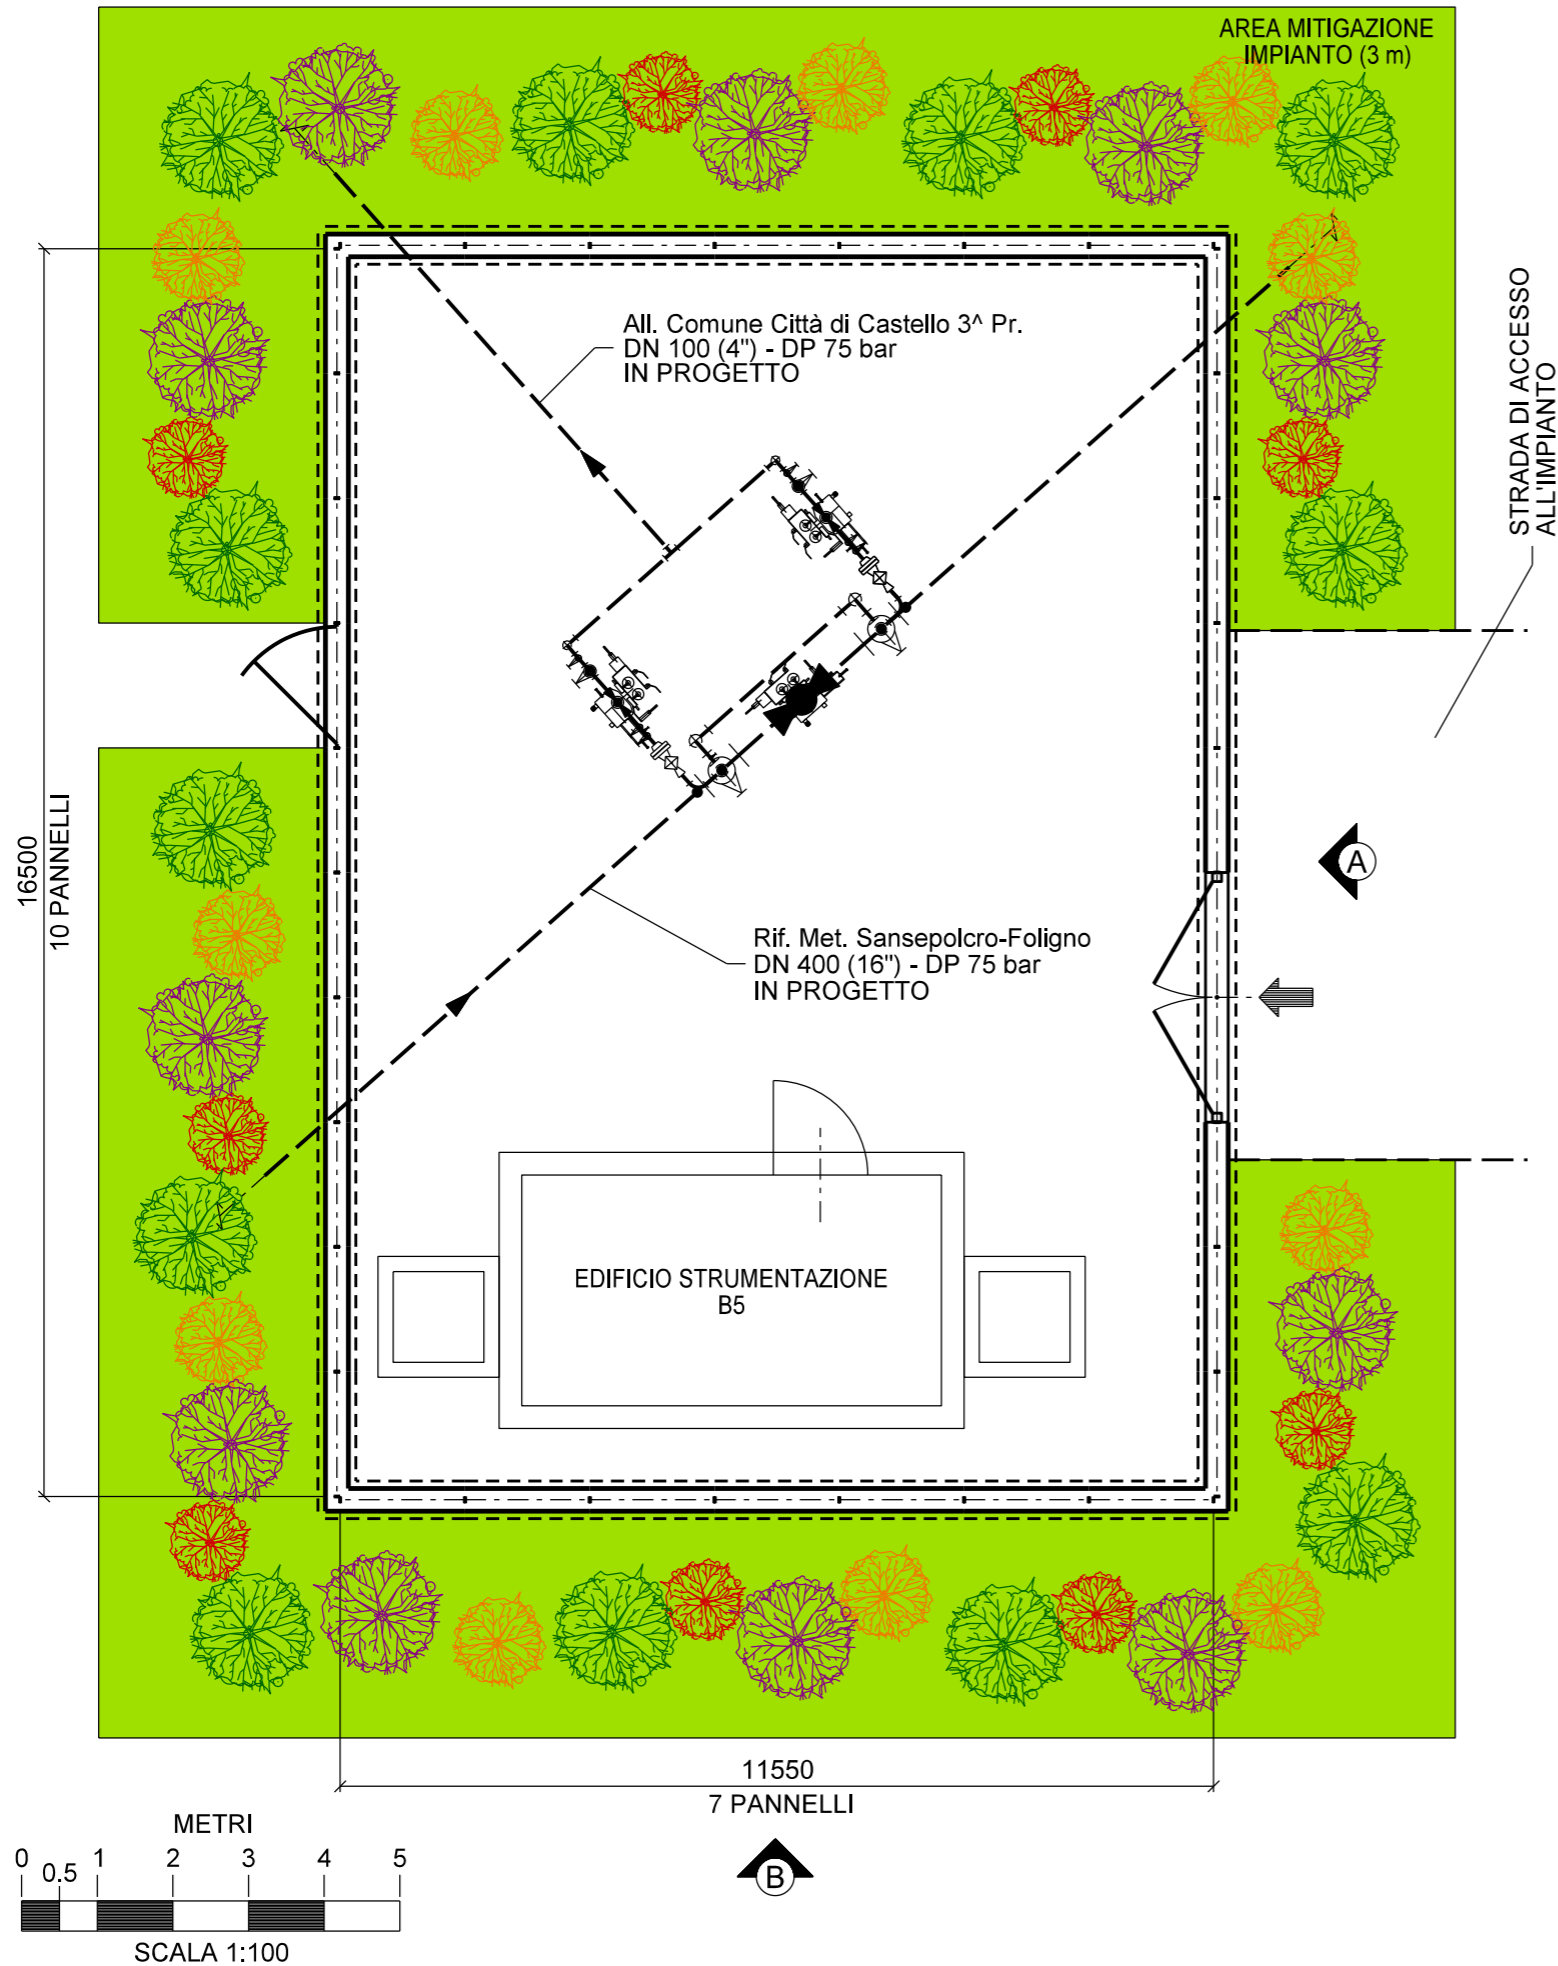 AREA MITIGAZIONE
IMPIANTO (3 m)
All. Comune Città di Castello 3^ Pr.
DN 100 (4") - DP 75 bar
IN PROGETTO
STRADA DI ACCESSO
ALL'IMPIANTO
16500
10 PANNELLI
A
Rif. Met. Sansepolcro-Foligno
DN 400 (16") - DP 75 bar
IN PROGETTO
EDIFICIO STRUMENTAZIONE
B5
11550
7 PANNELLI
B
METRI
0 0.5 1 2 3 4 5
SCALA 1:100